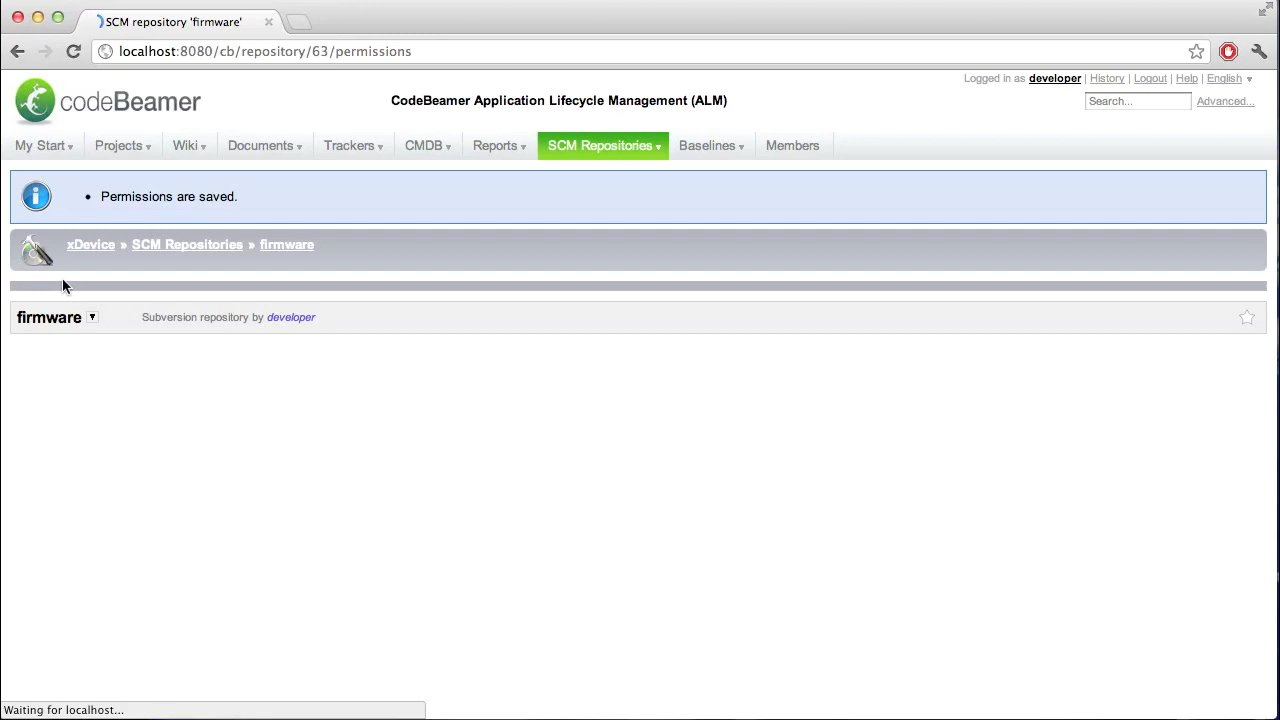 SCM repository 'firmware'
localhost:8080/cb/repository/63/permissions
Logged in as developer | History | Logout | Help | English
codeBeamer
CodeBeamer Application Lifecycle Management (ALM)
Search... Advanced...
My Start Projects Wiki Documents Trackers CMDB Reports SCM Repositories Baselines Members
• Permissions are saved.
xDevice » SCM Repositories » firmware
firmware Subversion repository by developer
Waiting for localhost...